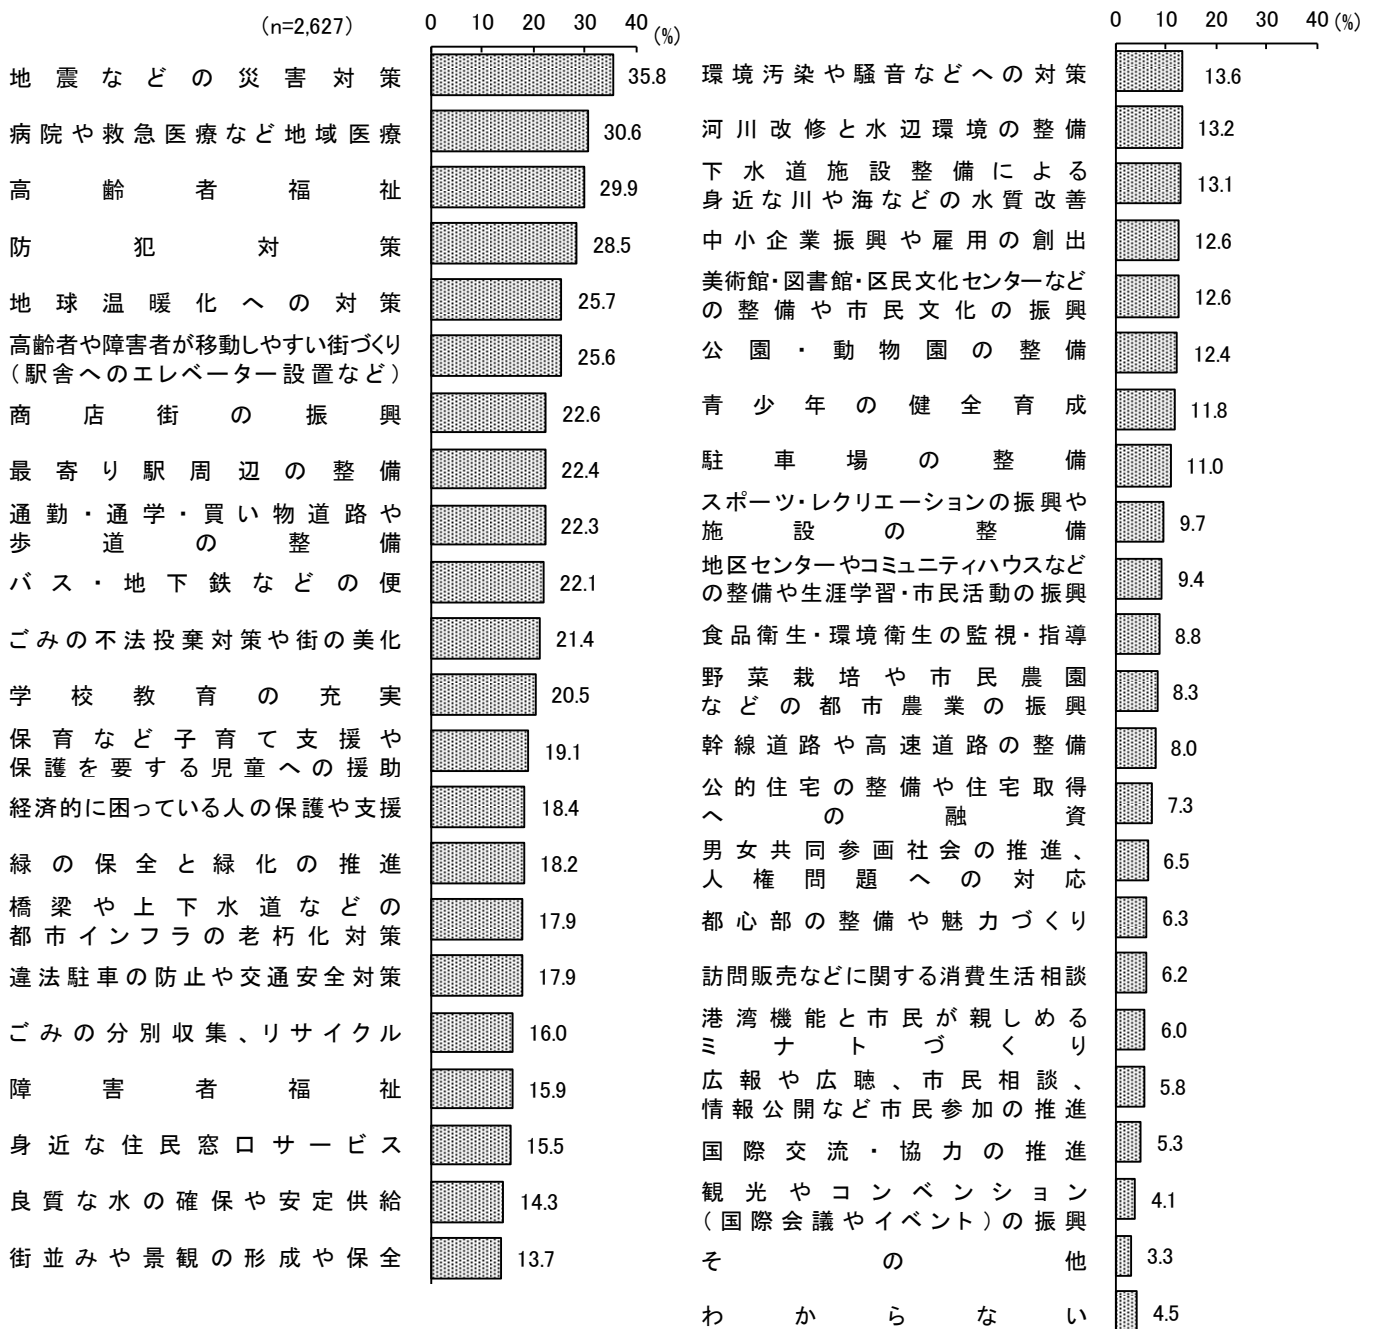 (n=2,627)
0 10 20 30 40 (%)
地震などの災害対策 35.8
病院や救急医療など地域医療 30.6
高齢者福祉 29.9
防犯対策 28.5
地球温暖化への対策 25.7
高齢者や障害者が移動しやすい街づくり
(駅舎へのエレベーター設置など) 25.6
商店街の振興 22.6
最寄り駅周辺の整備 22.4
通勤・通学・買い物道路や
歩道の整備 22.3
バス・地下鉄などの便 22.1
ごみの不法投棄対策や街の美化 21.4
学校教育の充実 20.5
保育など子育て支援や
保護を要する児童への援助 19.1
経済的に困っている人の保護や支援 18.4
緑の保全と緑化の推進 18.2
橋梁や上下水道などの
都市インフラの老朽化対策 17.9
違法駐車の防止や交通安全対策 17.9
ごみの分別収集、リサイクル 16.0
障害者福祉 15.9
身近な住民窓口サービス 15.5
良質な水の確保や安定供給 14.3
街並みや景観の形成や保全 13.7
0 10 20 30 40 (%)
環境汚染や騒音などへの対策 13.6
河川改修と水辺環境の整備 13.2
下水道施設整備による
身近な川や海などの水質改善 13.1
中小企業振興や雇用の創出 12.6
美術館・図書館・区民文化センターなど
の整備や市民文化の振興 12.6
公園・動物園の整備 12.4
青少年の健全育成 11.8
駐車場の整備 11.0
スポーツ・レクリエーションの振興や
施設の整備 9.7
地区センターやコミュニティハウスなど
の整備や生涯学習・市民活動の振興 9.4
食品衛生・環境衛生の監視・指導 8.8
野菜栽培や市民農園
などの都市農業の振興 8.3
幹線道路や高速道路の整備 8.0
公的住宅の整備や住宅取得
への融資 7.3
男女共同参画社会の推進、
人権問題への対応 6.5
都心部の整備や魅力づくり 6.3
訪問販売などに関する消費生活相談 6.2
港湾機能と市民が親しめる
ミナトづくり 6.0
広報や広聴、市民相談、
情報公開など市民参加の推進 5.8
国際交流・協力の推進 5.3
観光やコンベンション
(国際会議やイベント)の振興 4.1
その他 3.3
わからない 4.5